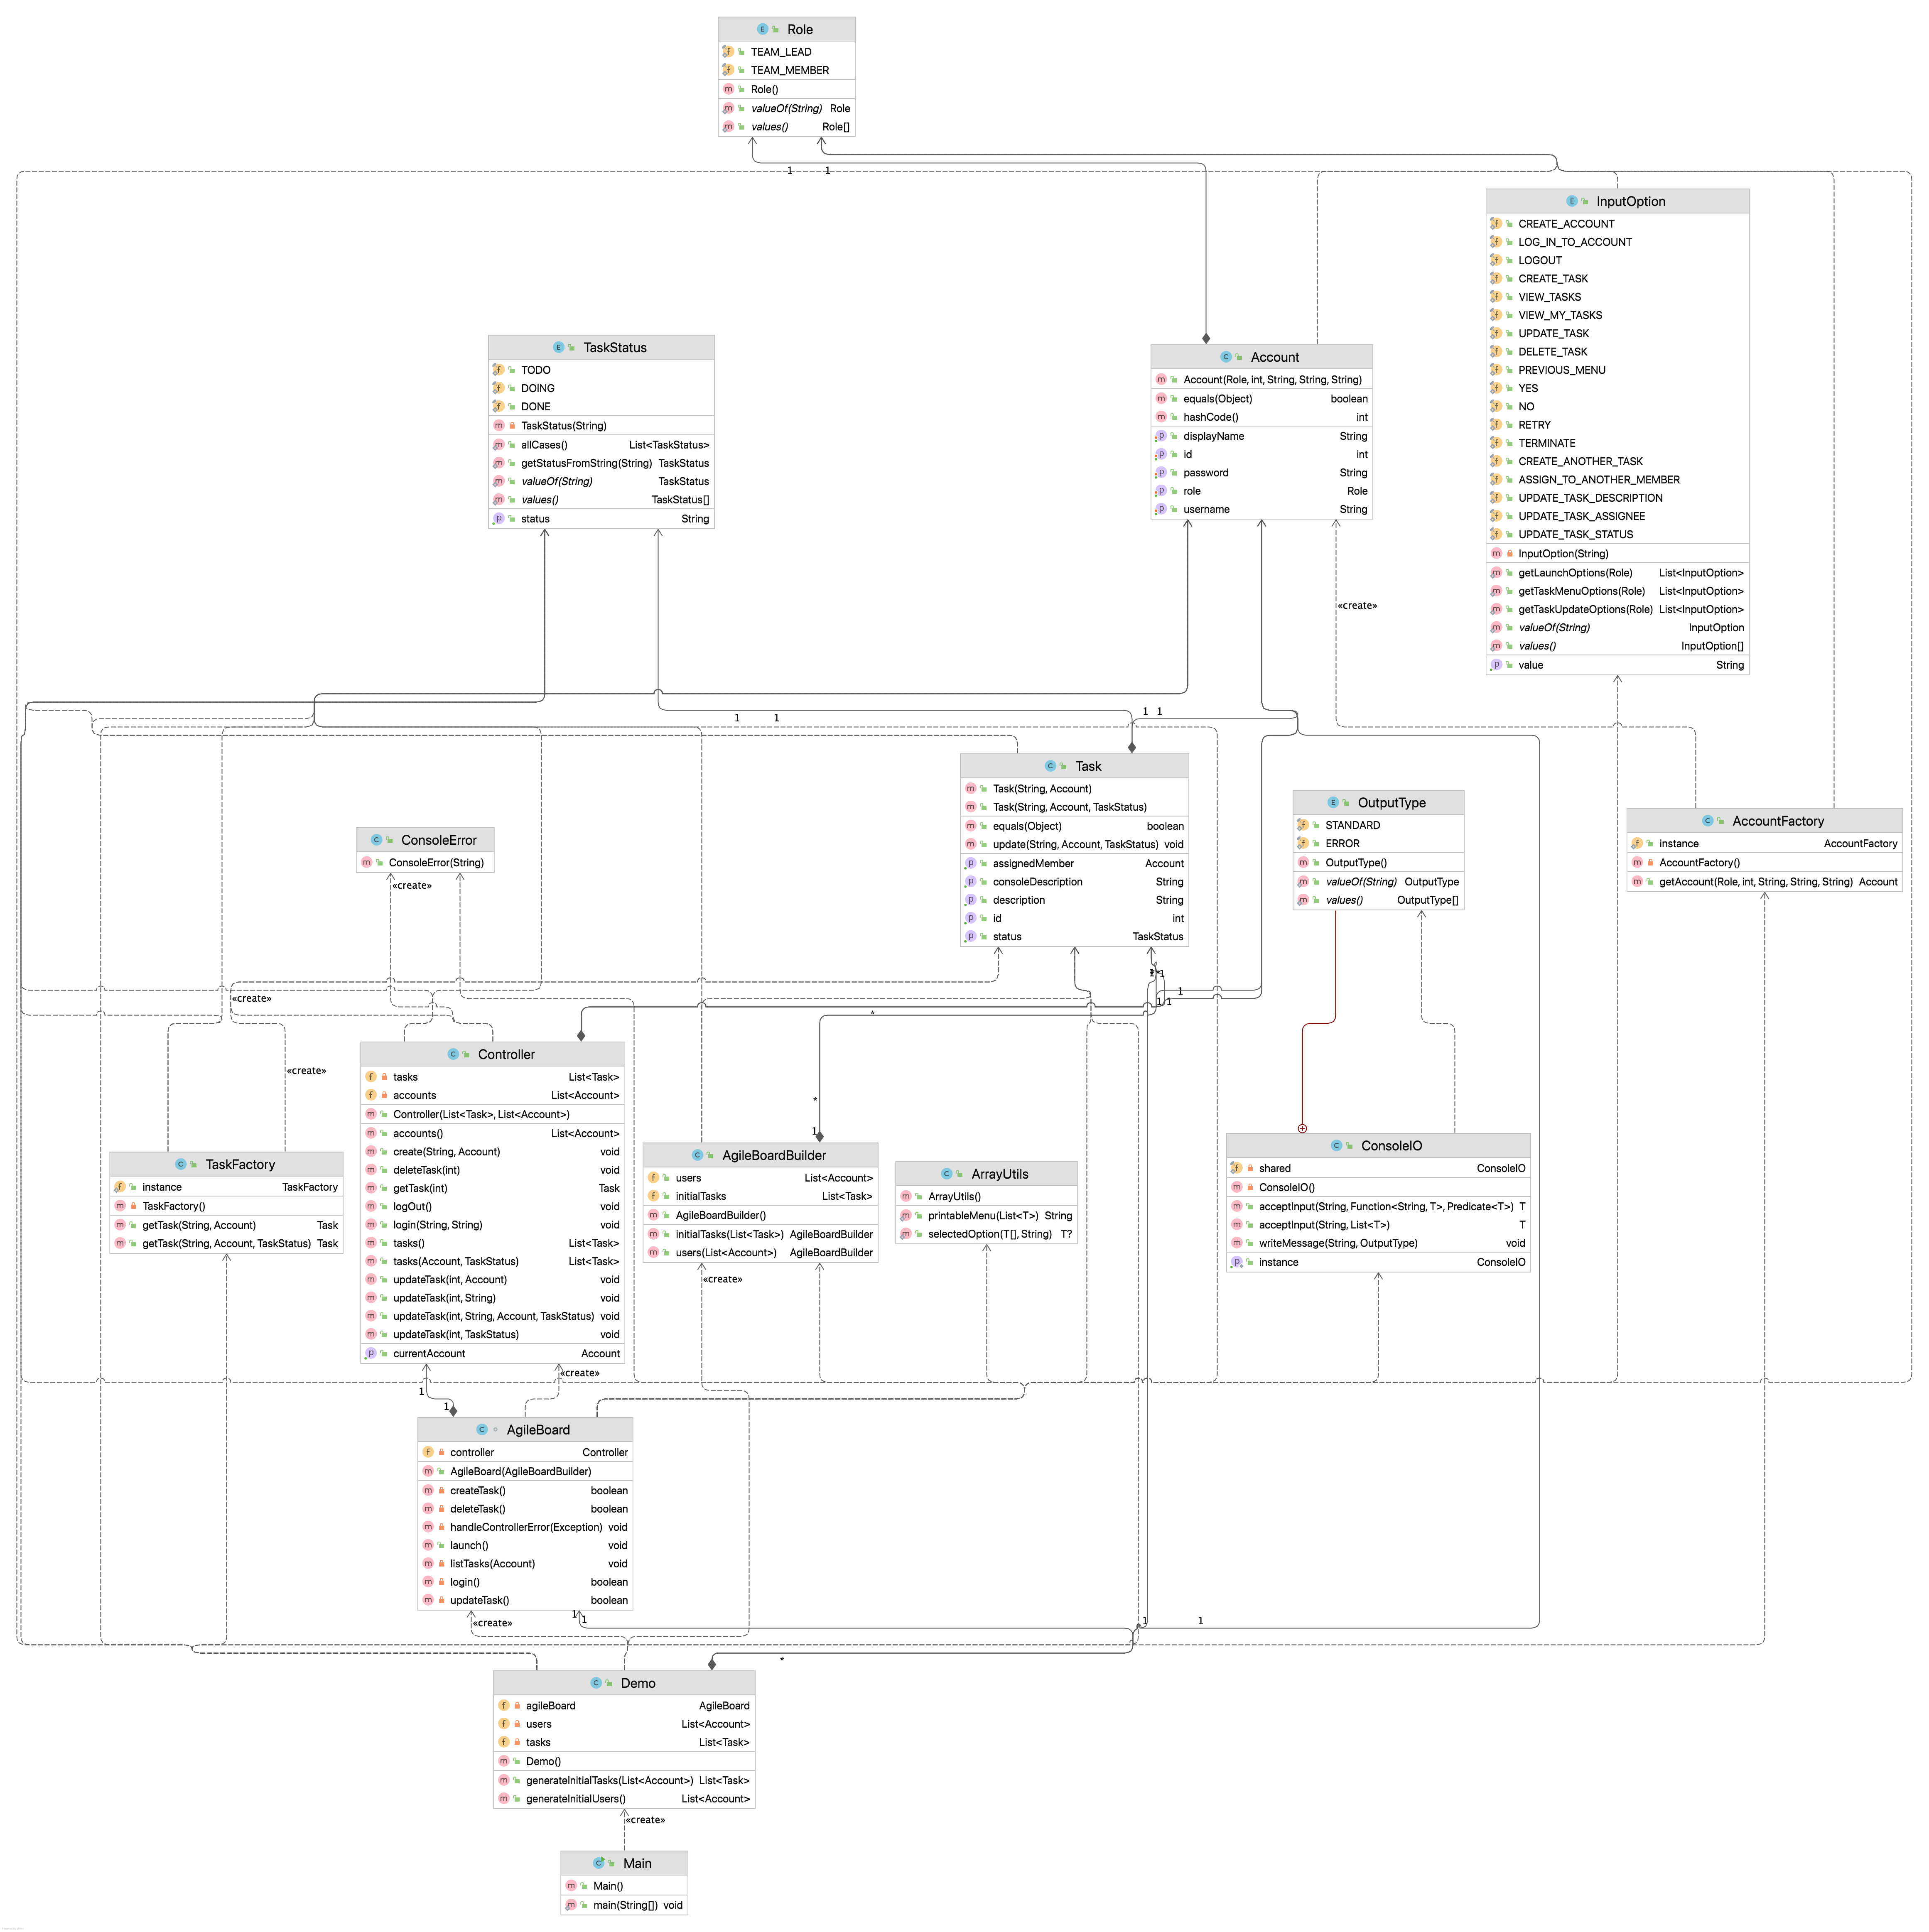 Role
TEAM_LEAD
TEAM_MEMBER
Role()
valueOf(String) Role
values() Role[]
1 1
InputOption
CREATE_ACCOUNT
LOG_IN_TO_ACCOUNT
LOGOUT
CREATE_TASK
VIEW_TASKS
VIEW_MY_TASKS
UPDATE_TASK
DELETE_TASK
PREVIOUS_MENU
YES
NO
RETRY
TERMINATE
CREATE_ANOTHER_TASK
ASSIGN_TO_ANOTHER_MEMBER
UPDATE_TASK_DESCRIPTION
UPDATE_TASK_ASSIGNEE
UPDATE_TASK_STATUS
InputOption(String)
getLaunchOptions(Role) List<InputOption>
getTaskMenuOptions(Role) List<InputOption>
getTaskUpdateOptions(Role) List<InputOption>
valueOf(String) InputOption
values() InputOption[]
value String
TaskStatus
TODO
DOING
DONE
TaskStatus(String)
allCases() List<TaskStatus>
getStatusFromString(String) TaskStatus
valueOf(String) TaskStatus
values() TaskStatus[]
status String
Account
Account(Role, int, String, String, String)
equals(Object) boolean
hashCode() int
displayName String
id int
password String
role Role
username String
«create»
1 1
1 1
Task
Task(String, Account)
Task(String, Account, TaskStatus)
equals(Object) boolean
update(String, Account, TaskStatus) void
assignedMember Account
consoleDescription String
description String
id int
status TaskStatus
OutputType
STANDARD
ERROR
OutputType()
valueOf(String) OutputType
values() OutputType[]
AccountFactory
instance AccountFactory
AccountFactory()
getAccount(Role, int, String, String, String) Account
ConsoleError
ConsoleError(String)
«create»
1
1
1 1
*
«create»
«create»
Controller
tasks List<Task>
accounts List<Account>
Controller(List<Task>, List<Account>)
accounts() List<Account>
create(String, Account) void
deleteTask(int) void
getTask(int) Task
logOut() void
login(String, String) void
tasks() List<Task>
tasks(Account, TaskStatus) List<Task>
updateTask(int, Account) void
updateTask(int, String) void
updateTask(int, String, Account, TaskStatus) void
updateTask(int, TaskStatus) void
currentAccount Account
*
1
TaskFactory
instance TaskFactory
TaskFactory()
getTask(String, Account) Task
getTask(String, Account, TaskStatus) Task
AgileBoardBuilder
users List<Account>
initialTasks List<Task>
AgileBoardBuilder()
initialTasks(List<Task>) AgileBoardBuilder
users(List<Account>) AgileBoardBuilder
«create»
ArrayUtils
ArrayUtils()
printableMenu(List<T>) String
selectedOption(T[], String) T?
ConsoleIO
shared ConsoleIO
ConsoleIO()
acceptInput(String, Function<String, T>, Predicate<T>) T
acceptInput(String, List<T>) T
writeMessage(String, OutputType) void
instance ConsoleIO
«create»
1
1
AgileBoard
controller Controller
AgileBoard(AgileBoardBuilder)
createTask() boolean
deleteTask() boolean
handleControllerError(Exception) void
launch() void
listTasks(Account) void
login() boolean
updateTask() boolean
«create»
1 1
1 1
*
Demo
agileBoard AgileBoard
users List<Account>
tasks List<Task>
Demo()
generateInitialTasks(List<Account>) List<Task>
generateInitialUsers() List<Account>
«create»
Main
Main()
main(String[]) void